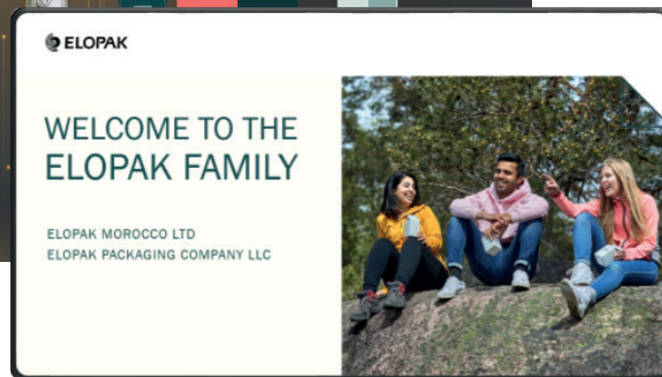 ELOPAK
WELCOME TO THE
ELOPAK FAMILY
ELOPAK MOROCCO LTD
ELOPAK PACKAGING COMPANY LLC